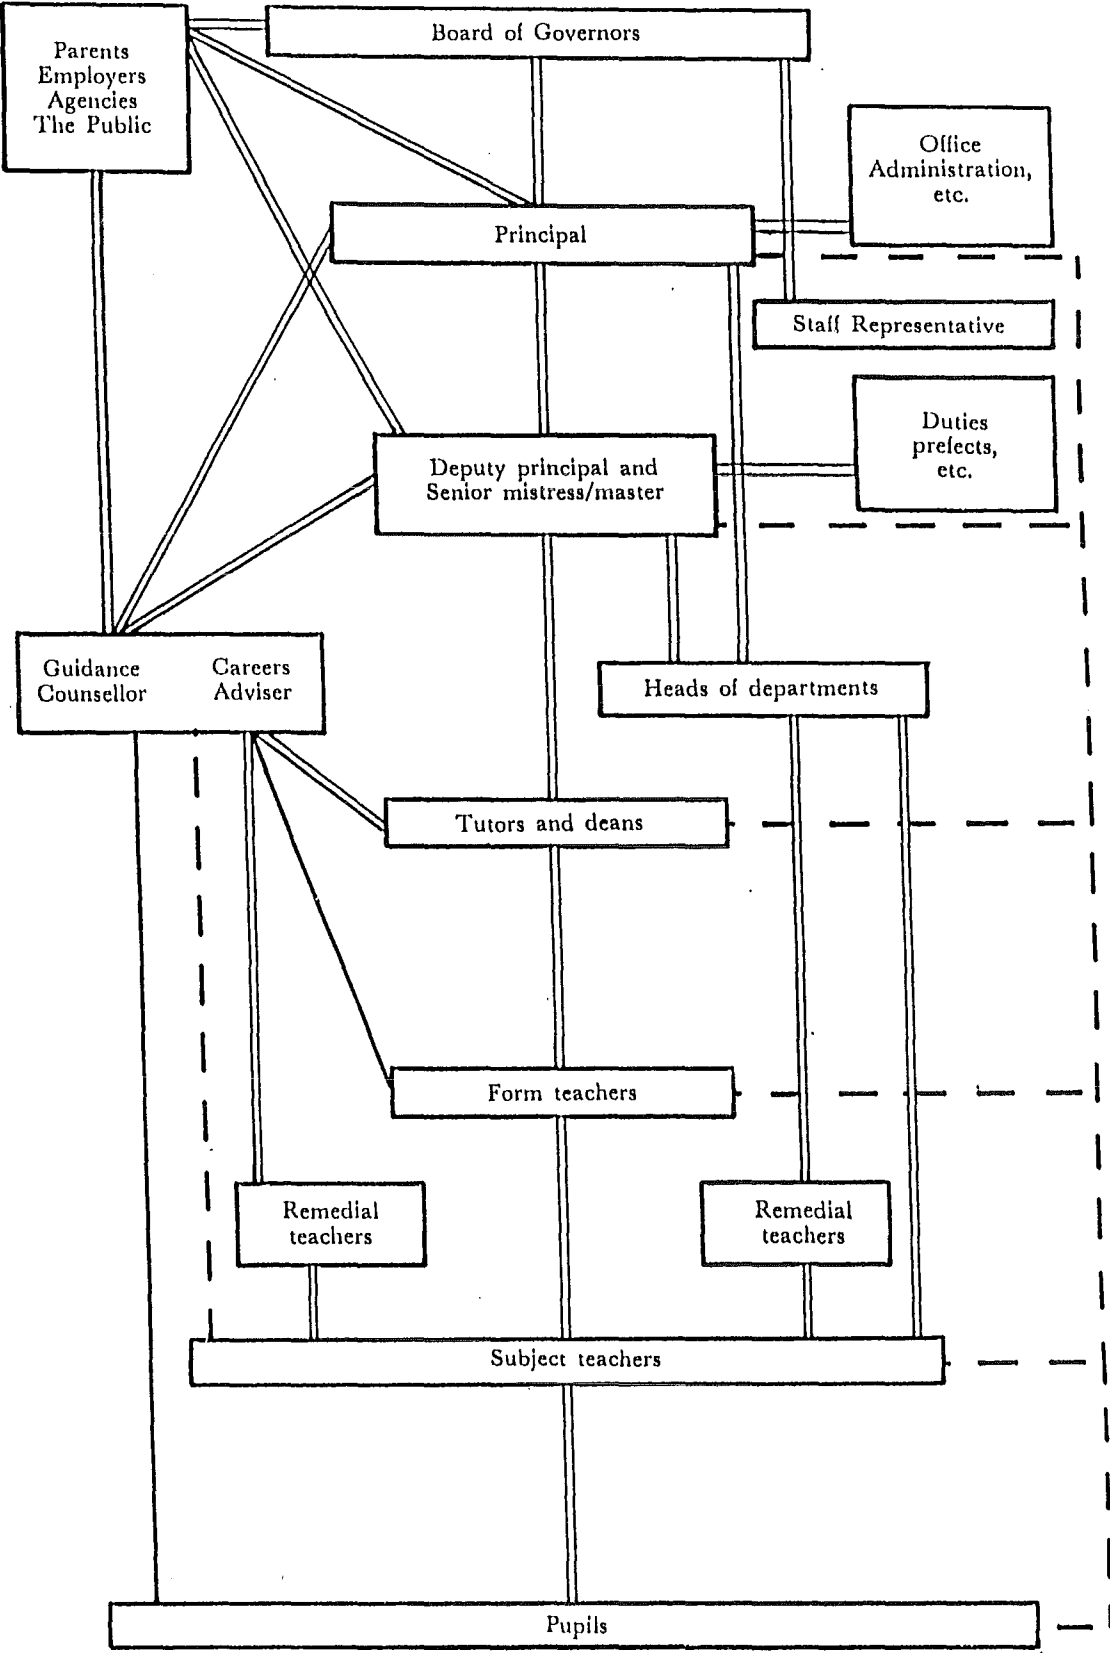 Board of Governors
Parents
Employers
Agencies
The Public
Office
Administration,
etc.
Principal
Staff Representative
Duties
prefects,
etc.
Deputy principal and
Senior mistress/master
Guidance
Counsellor
Careers
Adviser
Heads of departments
Tutors and deans
Form teachers
Remedial
teachers
Remedial
teachers
Subject teachers
Pupils